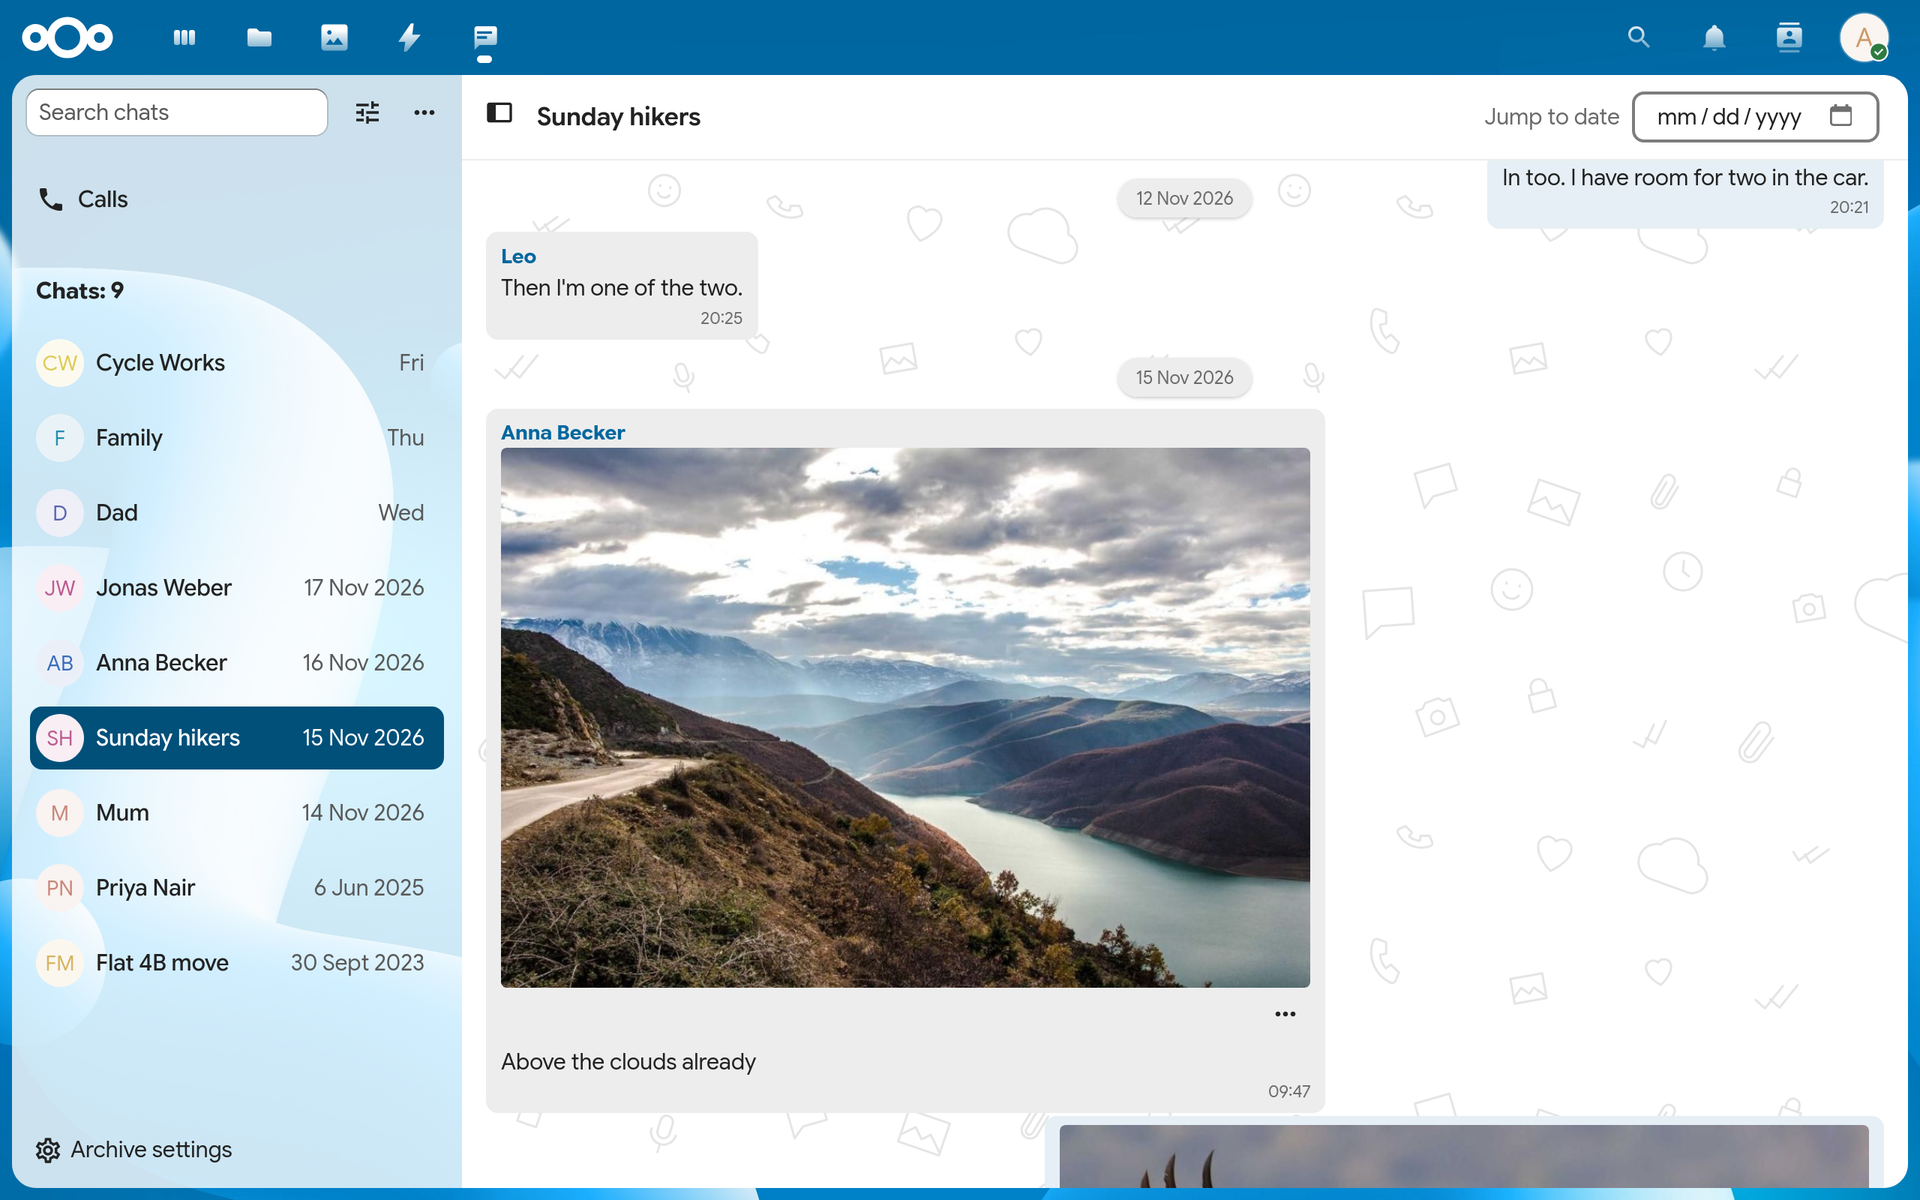 A
Search chats
Calls
Chats: 9
CW Cycle Works Fri
F Family Thu
D Dad Wed
JW Jonas Weber 17 Nov 2026
AB Anna Becker 16 Nov 2026
SH Sunday hikers 15 Nov 2026
M Mum 14 Nov 2026
PN Priya Nair 6 Jun 2025
FM Flat 4B move 30 Sept 2023
Archive settings
Sunday hikers
Jump to date
mm/dd/yyyy
In too. I have room for two in the car.
20:21
12 Nov 2026
Leo
Then I'm one of the two.
20:25
15 Nov 2026
Anna Becker
Above the clouds already
09:47